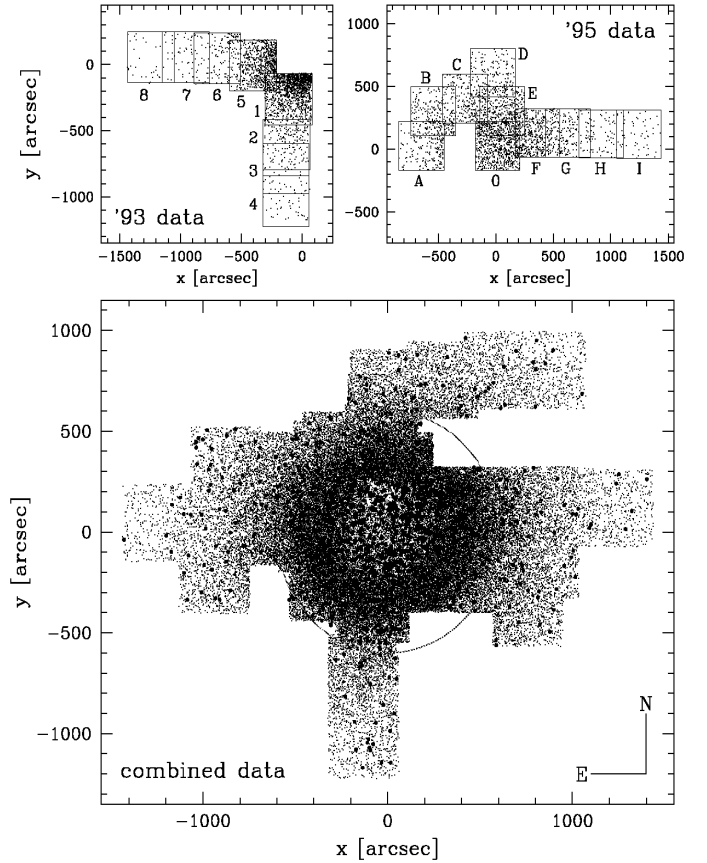 0
-500
-1000
y [arcsec]
8
7
6
5
1
2
3
4
'93 data
-1500
-1000
-500
0
x [arcsec]
'95 data
1000
500
0
-500
A
B
C
D
E
0
F
G
H
I
-500
0
500
1000
1500
x [arcsec]
1000
500
0
-500
-1000
y [arcsec]
N
E
combined data
-1000
0
1000
x [arcsec]